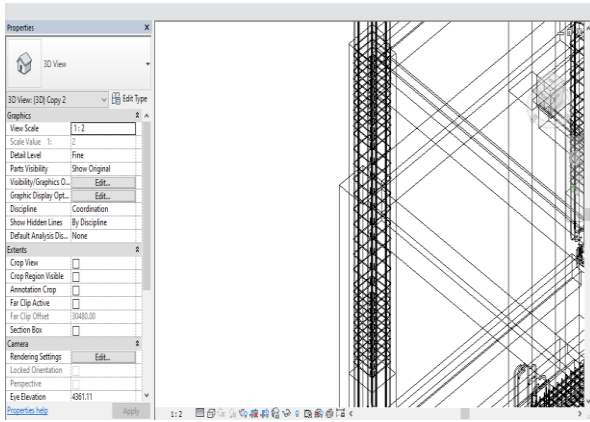 Properties X
3D View
3D View: {3D} Copy 2 Edit Type
Graphics
View Scale 1 : 2
Scale Value 1: 2
Detail Level Fine
Parts Visibility Show Original
Visibility/Graphics O... Edit...
Graphic Display Opt... Edit...
Discipline Coordination
Show Hidden Lines By Discipline
Default Analysis Dis... None
Extents
Crop View
Crop Region Visible
Annotation Crop
Far Clip Active
Far Clip Offset 30480.00
Section Box
Camera
Rendering Settings Edit...
Locked Orientation
Perspective
Eye Elevation 4361.11
Properties help Apply
1 : 2